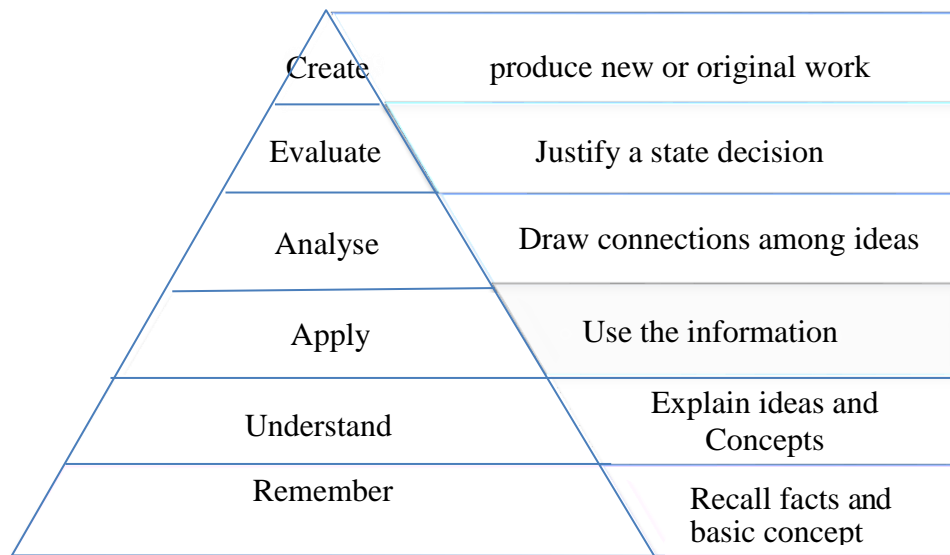 Create
produce new or original work
Evaluate
Justify a state decision
Analyse
Draw connections among ideas
Apply
Use the information
Understand
Explain ideas and
Concepts
Remember
Recall facts and
basic concept